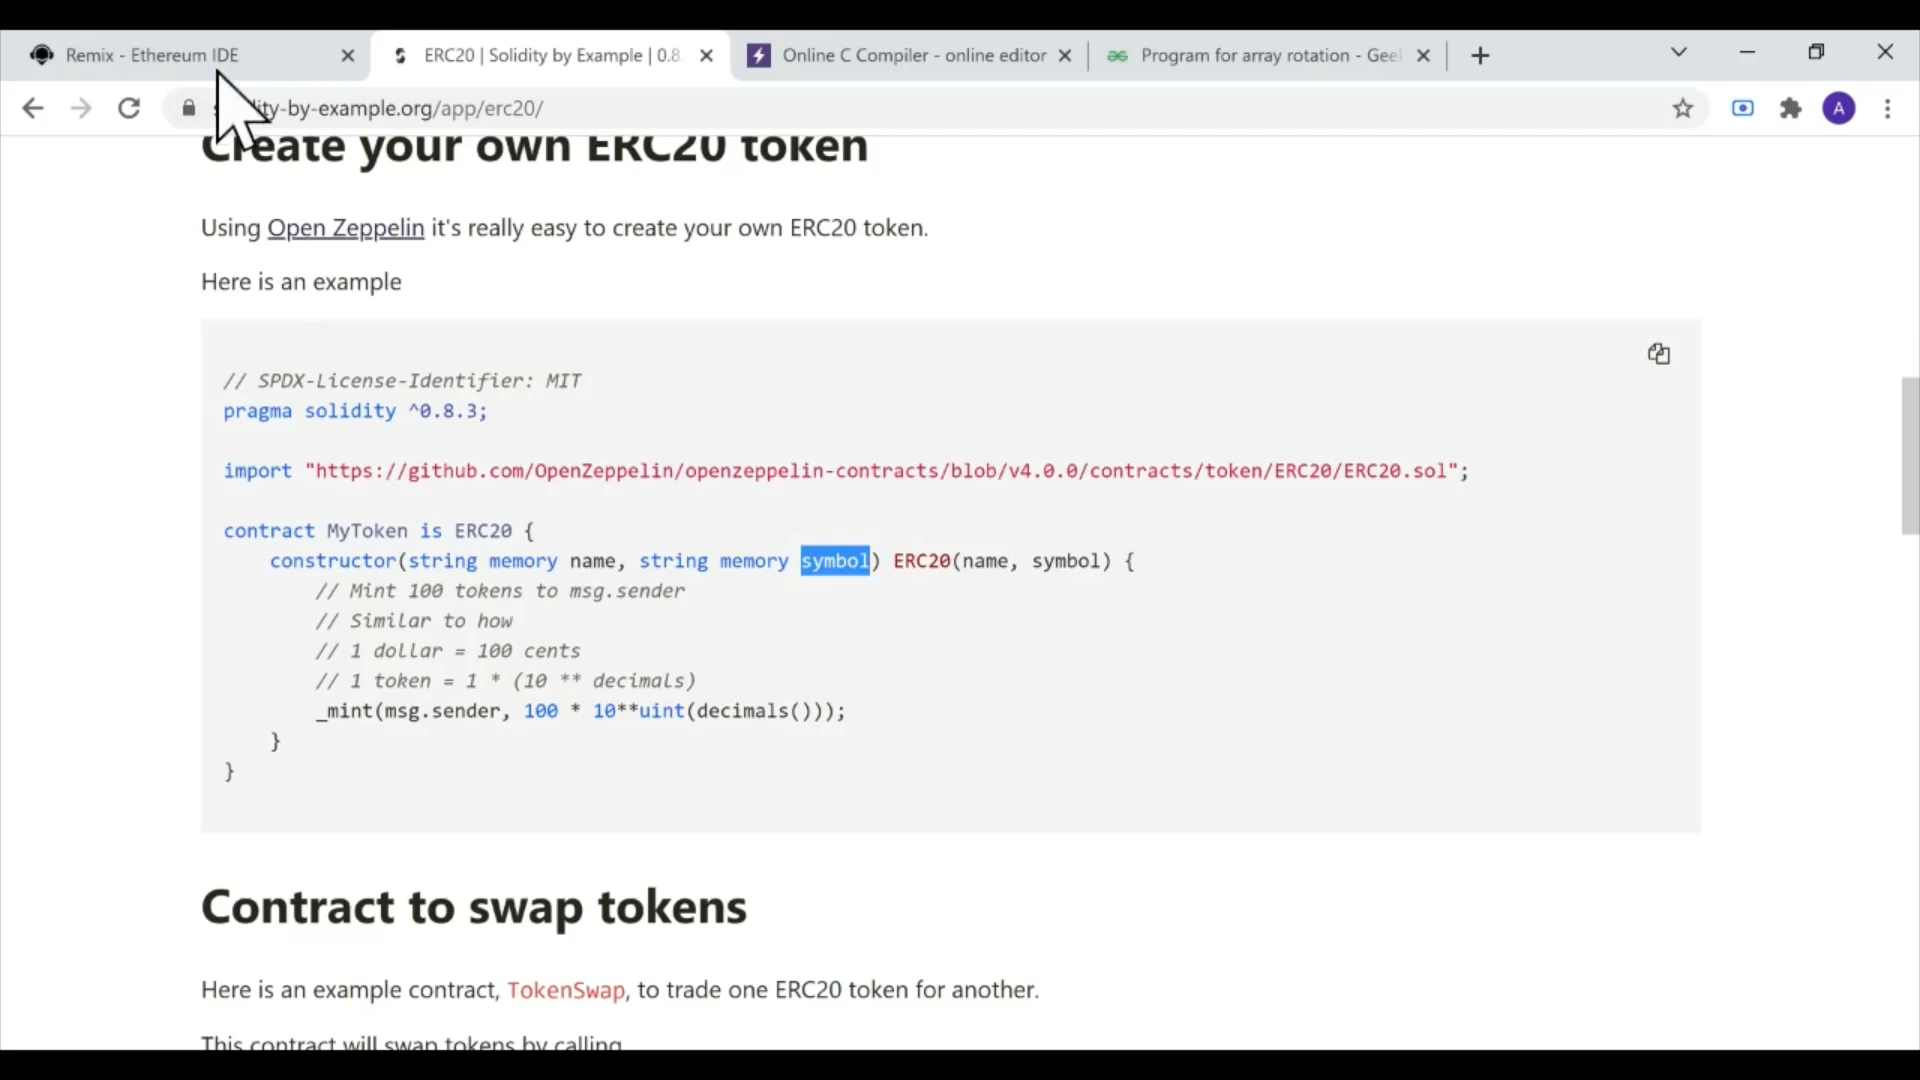 Remix - Ethereum IDE
ERC20 | Solidity by Example | 0.8.
Online C Compiler - online editor
Program for array rotation - Gee
ity-by-example.org/app/erc20/
A
Create your own ERC20 token
Using Open Zeppelin it's really easy to create your own ERC20 token.
Here is an example
// SPDX-License-Identifier: MIT
pragma solidity ^0.8.3;
import "https://github.com/OpenZeppelin/openzeppelin-contracts/blob/v4.0.0/contracts/token/ERC20/ERC20.sol";
contract MyToken is ERC20 {
constructor(string memory name, string memory symbol) ERC20(name, symbol) {
// Mint 100 tokens to msg.sender
// Similar to how
// 1 dollar = 100 cents
// 1 token = 1 * (10 ** decimals)
_mint(msg.sender, 100 * 10**uint(decimals()));
}
}
Contract to swap tokens
Here is an example contract, TokenSwap, to trade one ERC20 token for another.
This contract will swap tokens by calling